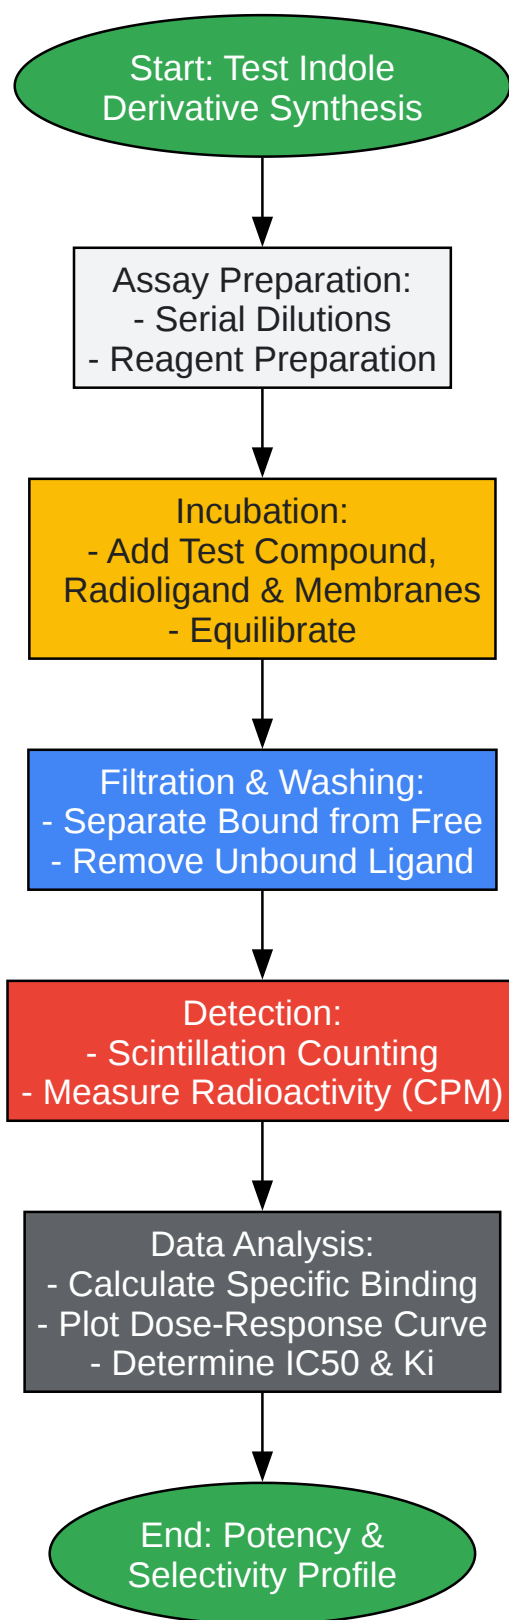 Start: Test Indole
Derivative Synthesis
Assay Preparation:
- Serial Dilutions
- Reagent Preparation
Incubation:
- Add Test Compound,
Radioligand & Membranes
- Equilibrate
Filtration & Washing:
- Separate Bound from Free
- Remove Unbound Ligand
Detection:
- Scintillation Counting
- Measure Radioactivity (CPM)
Data Analysis:
- Calculate Specific Binding
- Plot Dose-Response Curve
- Determine IC50 & Ki
End: Potency &
Selectivity Profile